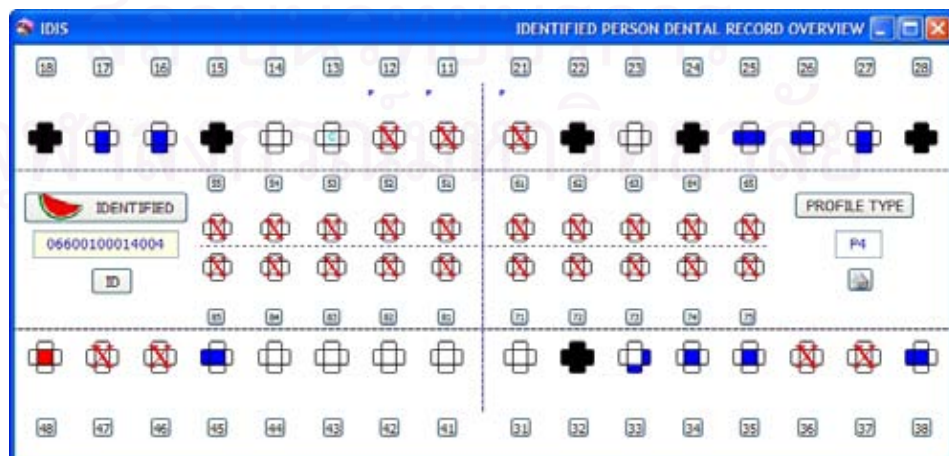 IDIS IDENTIFIED PERSON DENTAL RECORD OVERVIEW
18 17 16 15 14 13 12 11 21 22 23 24 25 26 27 28
P P P
C
55 54 53 52 51 61 62 63 64 65
IDENTIFIED PROFILE TYPE
06600100014004 P4
ID
85 84 83 82 81 71 72 73 74 75
48 47 46 45 44 43 42 41 31 32 33 34 35 36 37 38